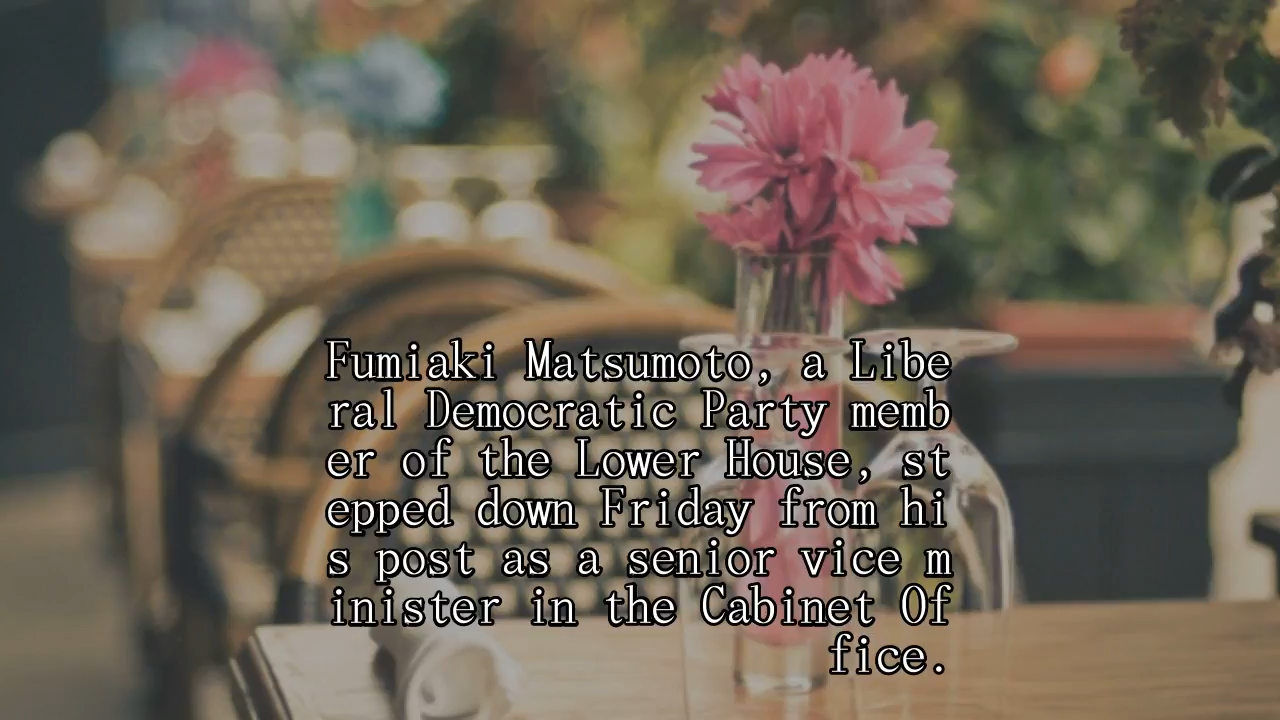 Fumiaki Matsumoto, a Libe
ral Democratic Party memb
er of the Lower House, st
epped down Friday from hi
s post as a senior vice m
inister in the Cabinet Of
fice.